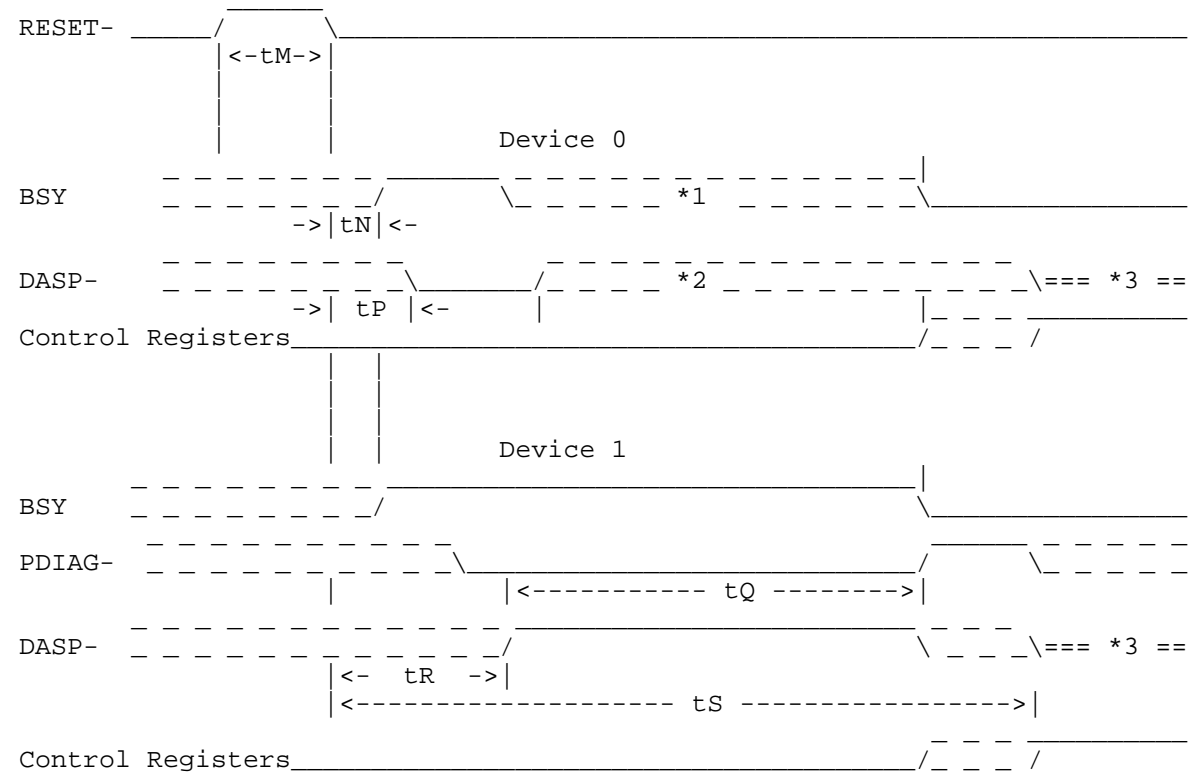 RESET-
|<-tM->|
Device 0
BSY *1
->|tN|<-
DASP- *2 === *3 ==
->| tP |<-
Control Registers
Device 1
BSY
PDIAG-
|<----------- tQ -------->|
DASP- === *3 ==
|<- tR ->|
|<-------------------- tS ----------------->|
Control Registers